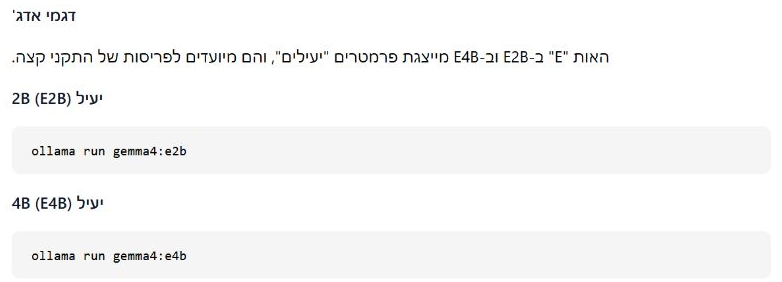 דגמי אדג'
האות "E" ב-E2B וב-E4B מייצגת פרמטרים "יעילים", והם מיועדים לפריסות של התקני קצה.
יעיל 2B (E2B)
ollama run gemma4:e2b
יעיל 4B (E4B)
ollama run gemma4:e4b